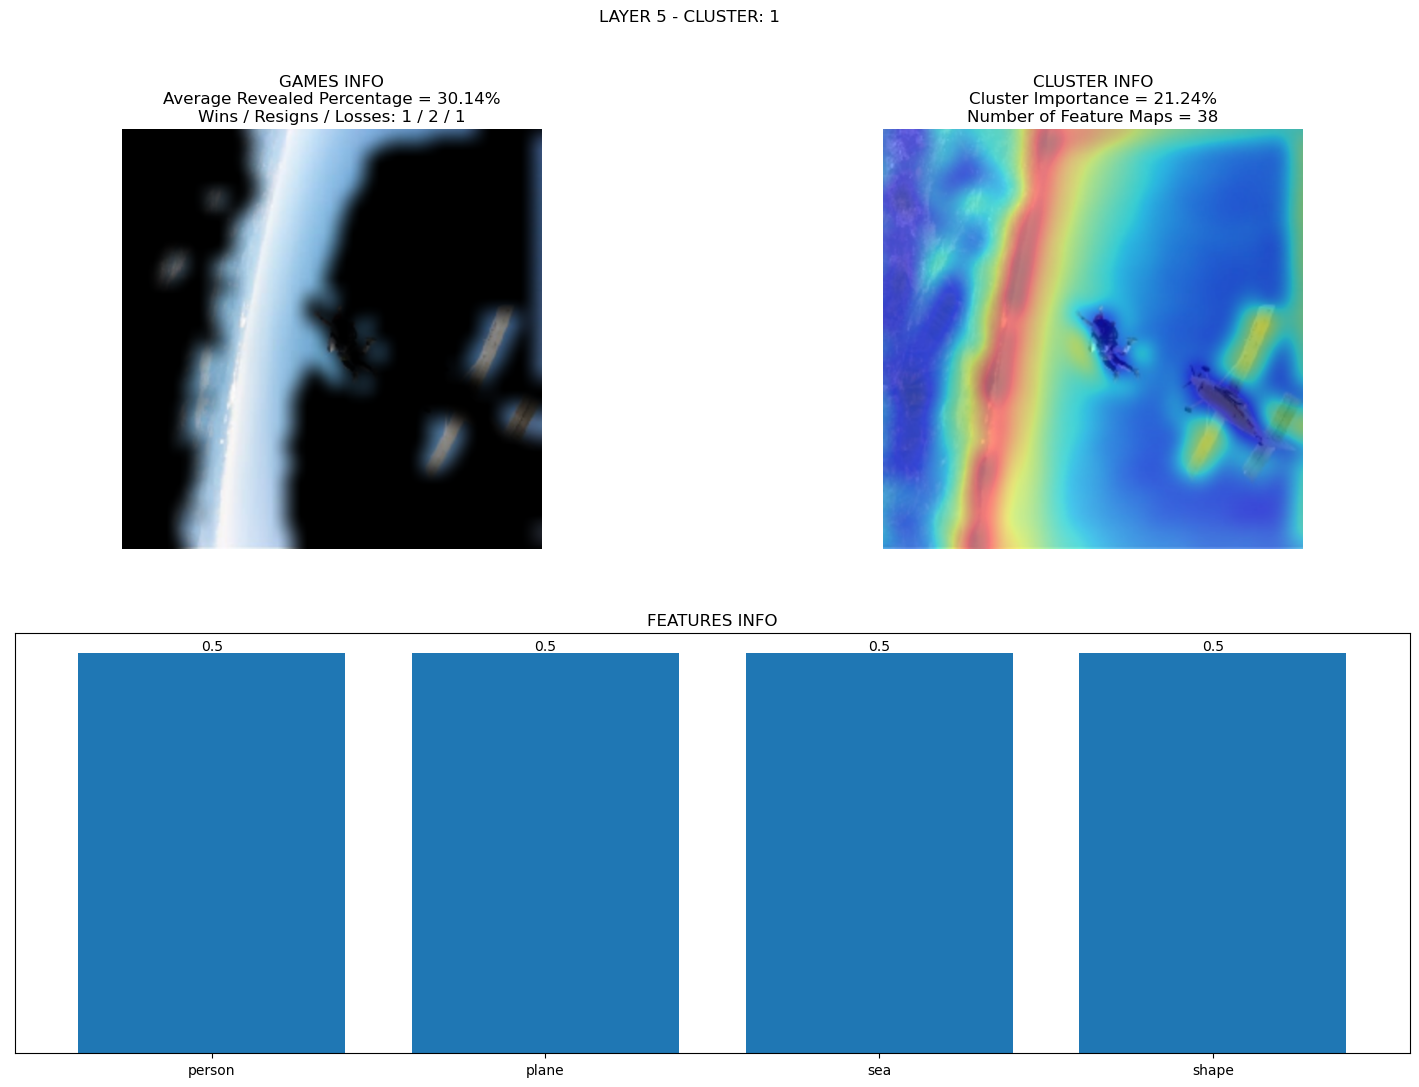 LAYER 5 - CLUSTER: 1
GAMES INFO
Average Revealed Percentage = 30.14%
Wins / Resigns / Losses: 1 / 2 / 1
CLUSTER INFO
Cluster Importance = 21.24%
Number of Feature Maps = 38
FEATURES INFO
0.5 0.5 0.5 0.5
person plane sea shape